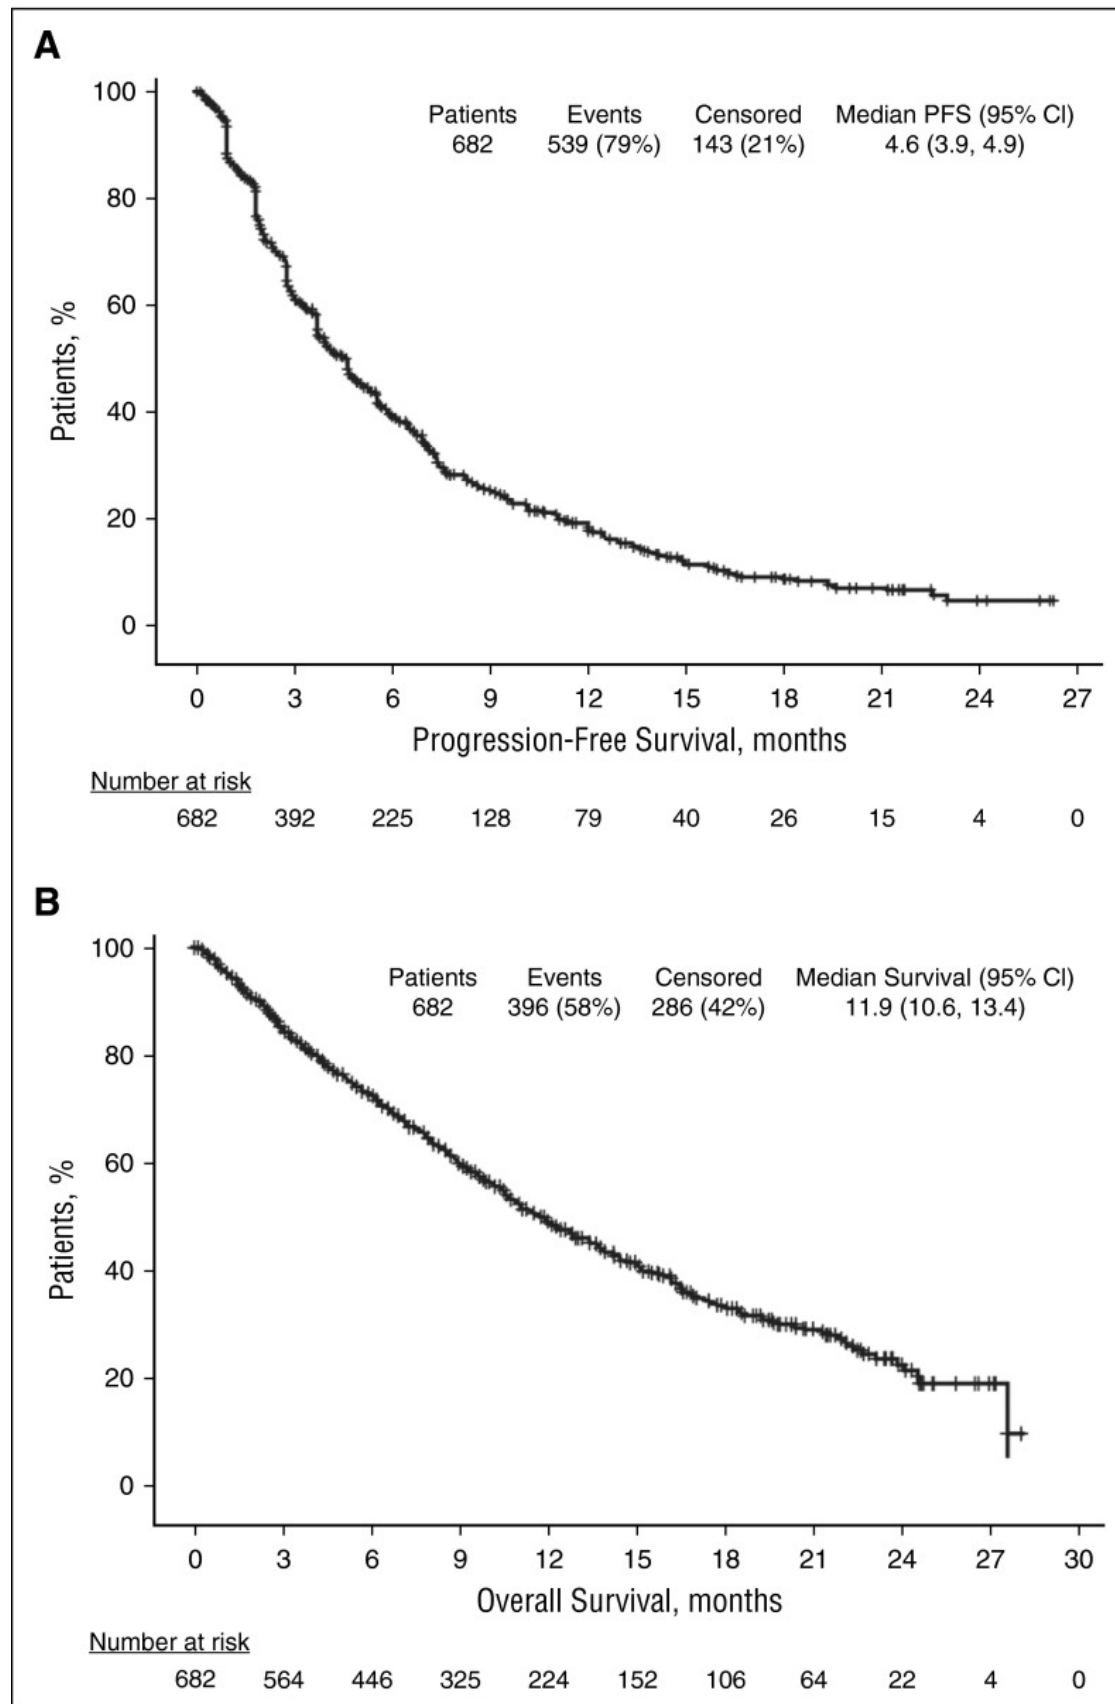 A
Patients Events Censored Median PFS (95% CI)
682 539 (79%) 143 (21%) 4.6 (3.9, 4.9)
100
80
60
40
20
0
Patients, %
0 3 6 9 12 15 18 21 24 27
Progression-Free Survival, months
Number at risk
682 392 225 128 79 40 26 15 4 0
B
Patients Events Censored Median Survival (95% CI)
682 396 (58%) 286 (42%) 11.9 (10.6, 13.4)
100
80
60
40
20
0
Patients, %
0 3 6 9 12 15 18 21 24 27 30
Overall Survival, months
Number at risk
682 564 446 325 224 152 106 64 22 4 0